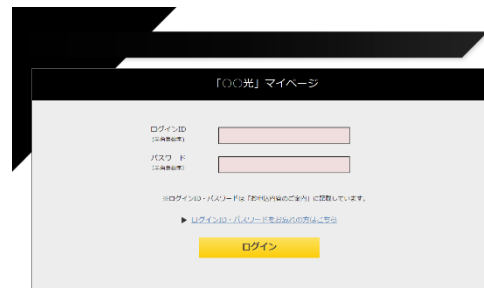 「○○光」マイページ
ログインID
(半角英数字)
パスワード
(半角英数字)
※ログインID・パスワードは「お申込内容のご案内」に記載しています。
▶ ログインID・パスワードをお忘れの方はこちら
ログイン